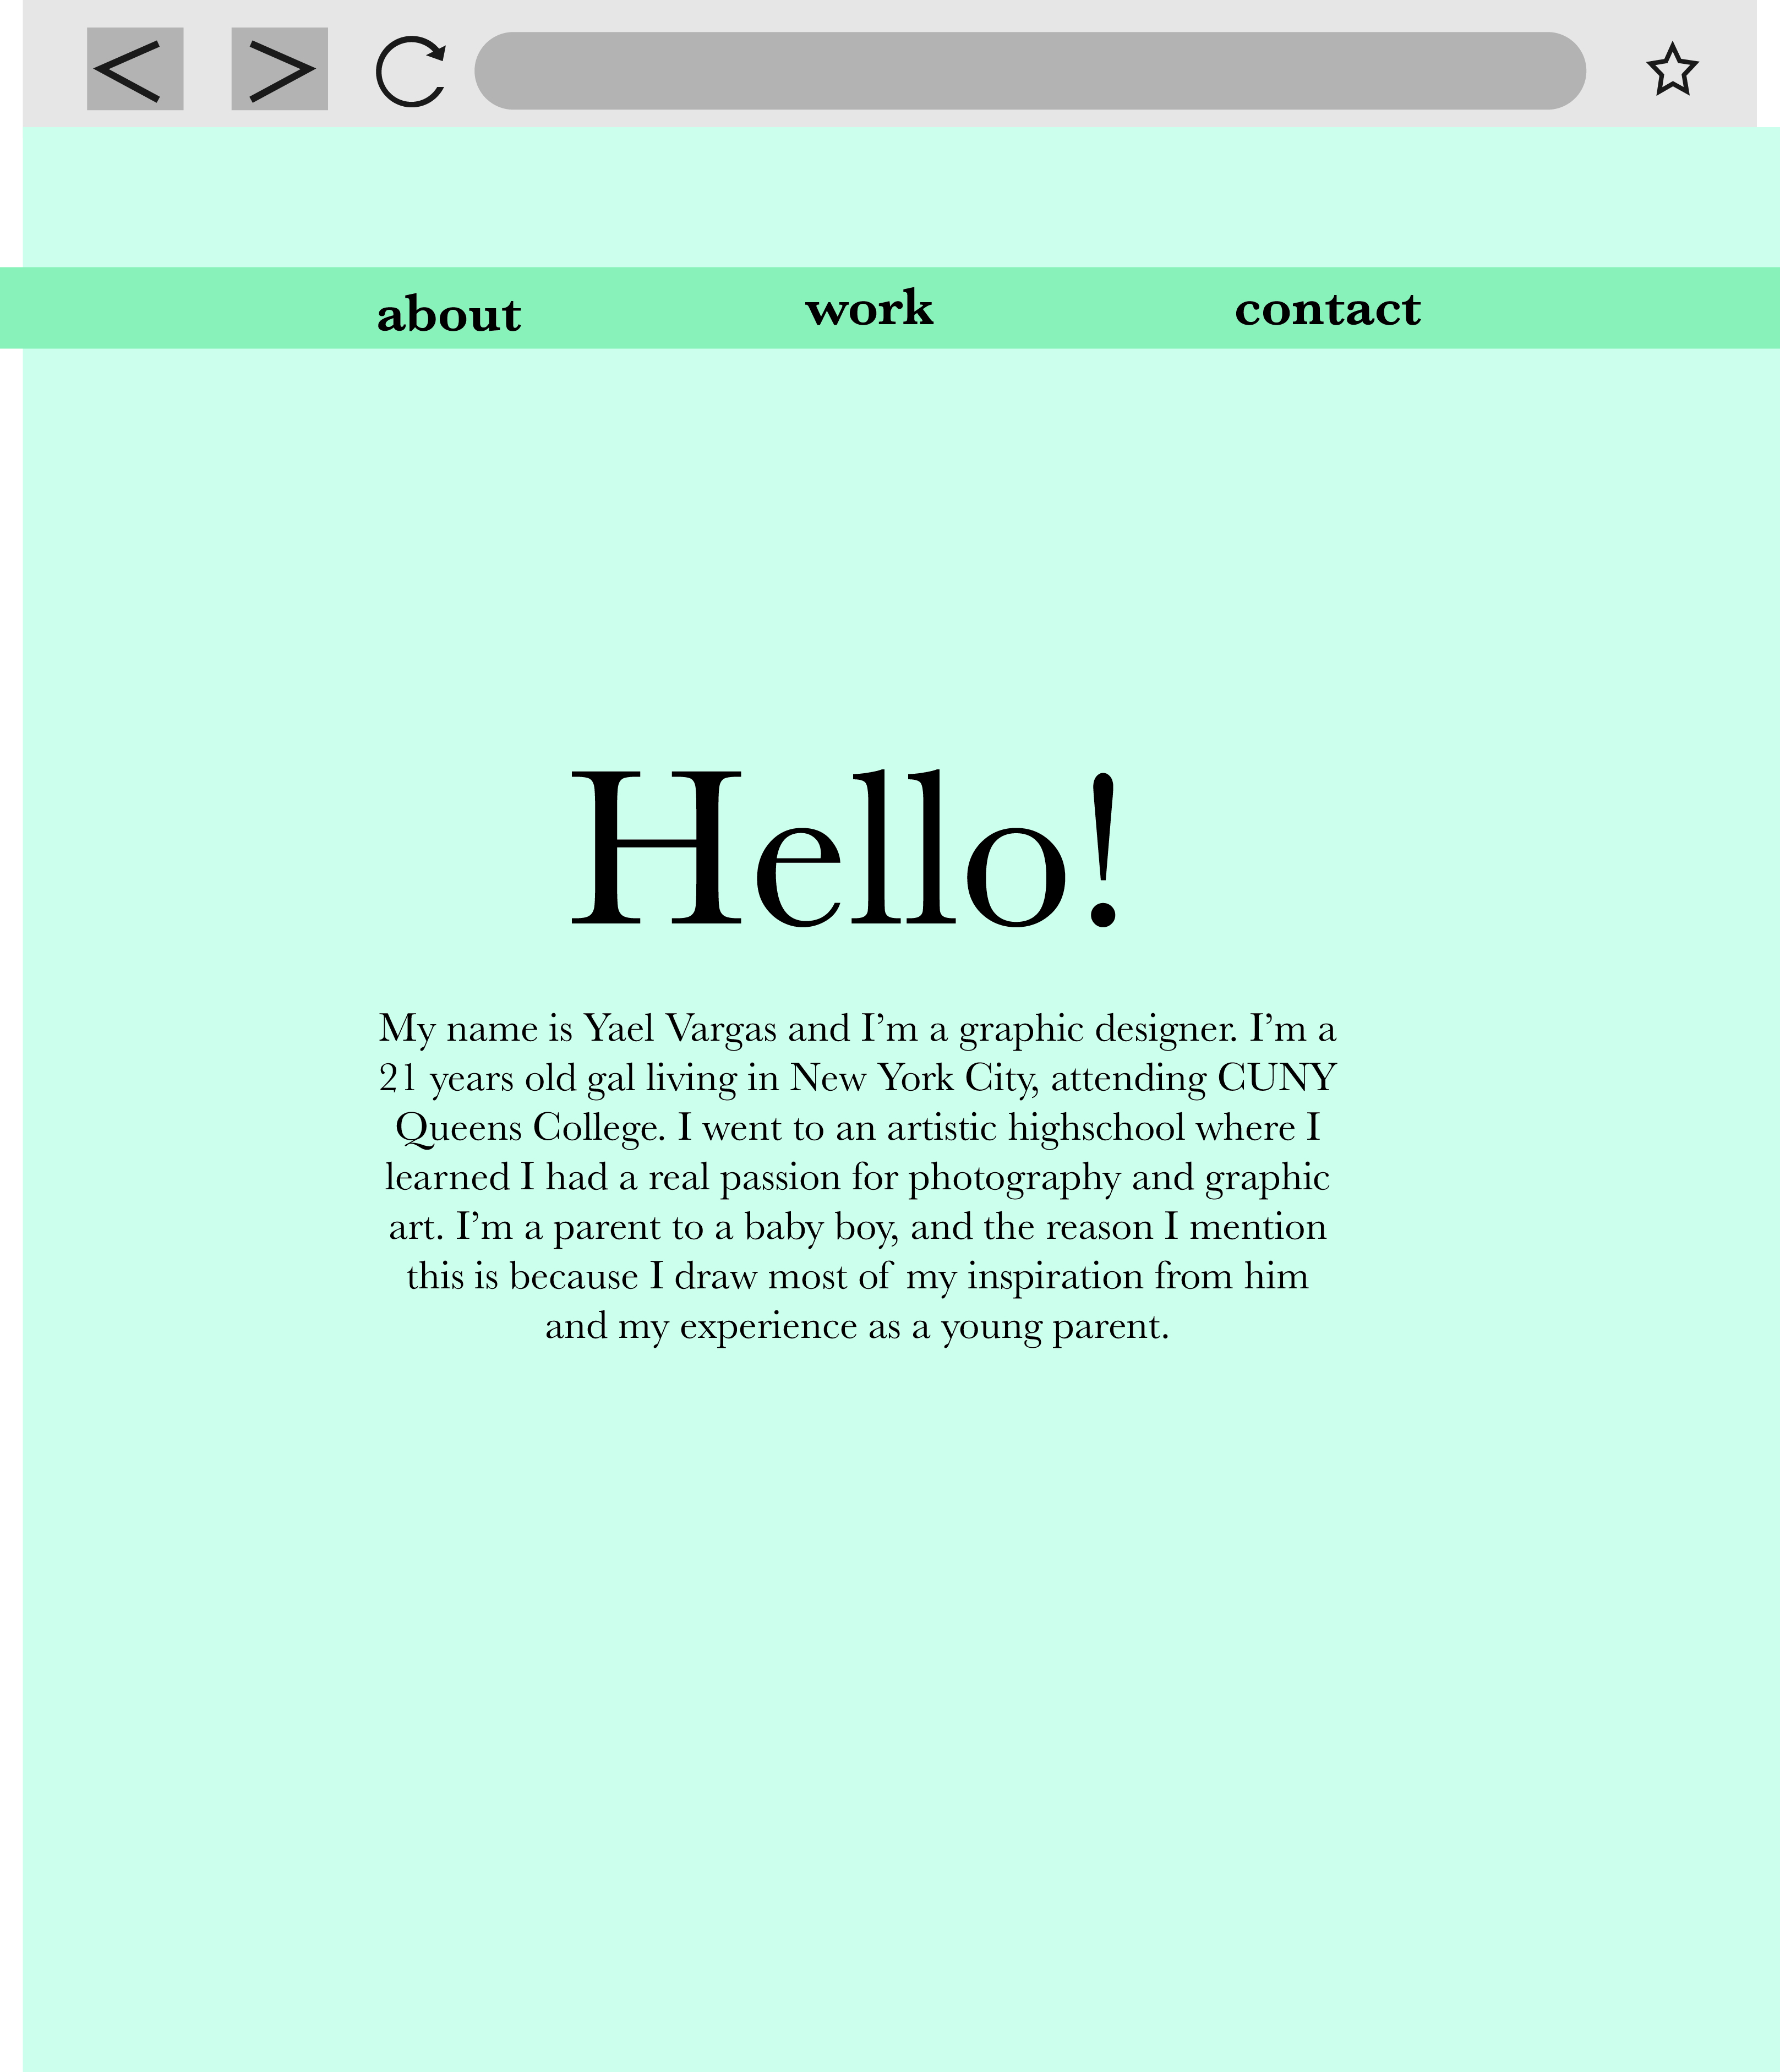 about work contact
Hello!
My name is Yael Vargas and I’m a graphic designer. I’m a
21 years old gal living in New York City, attending CUNY
Queens College. I went to an artistic highschool where I
learned I had a real passion for photography and graphic
art. I’m a parent to a baby boy, and the reason I mention
this is because I draw most of my inspiration from him
and my experience as a young parent.